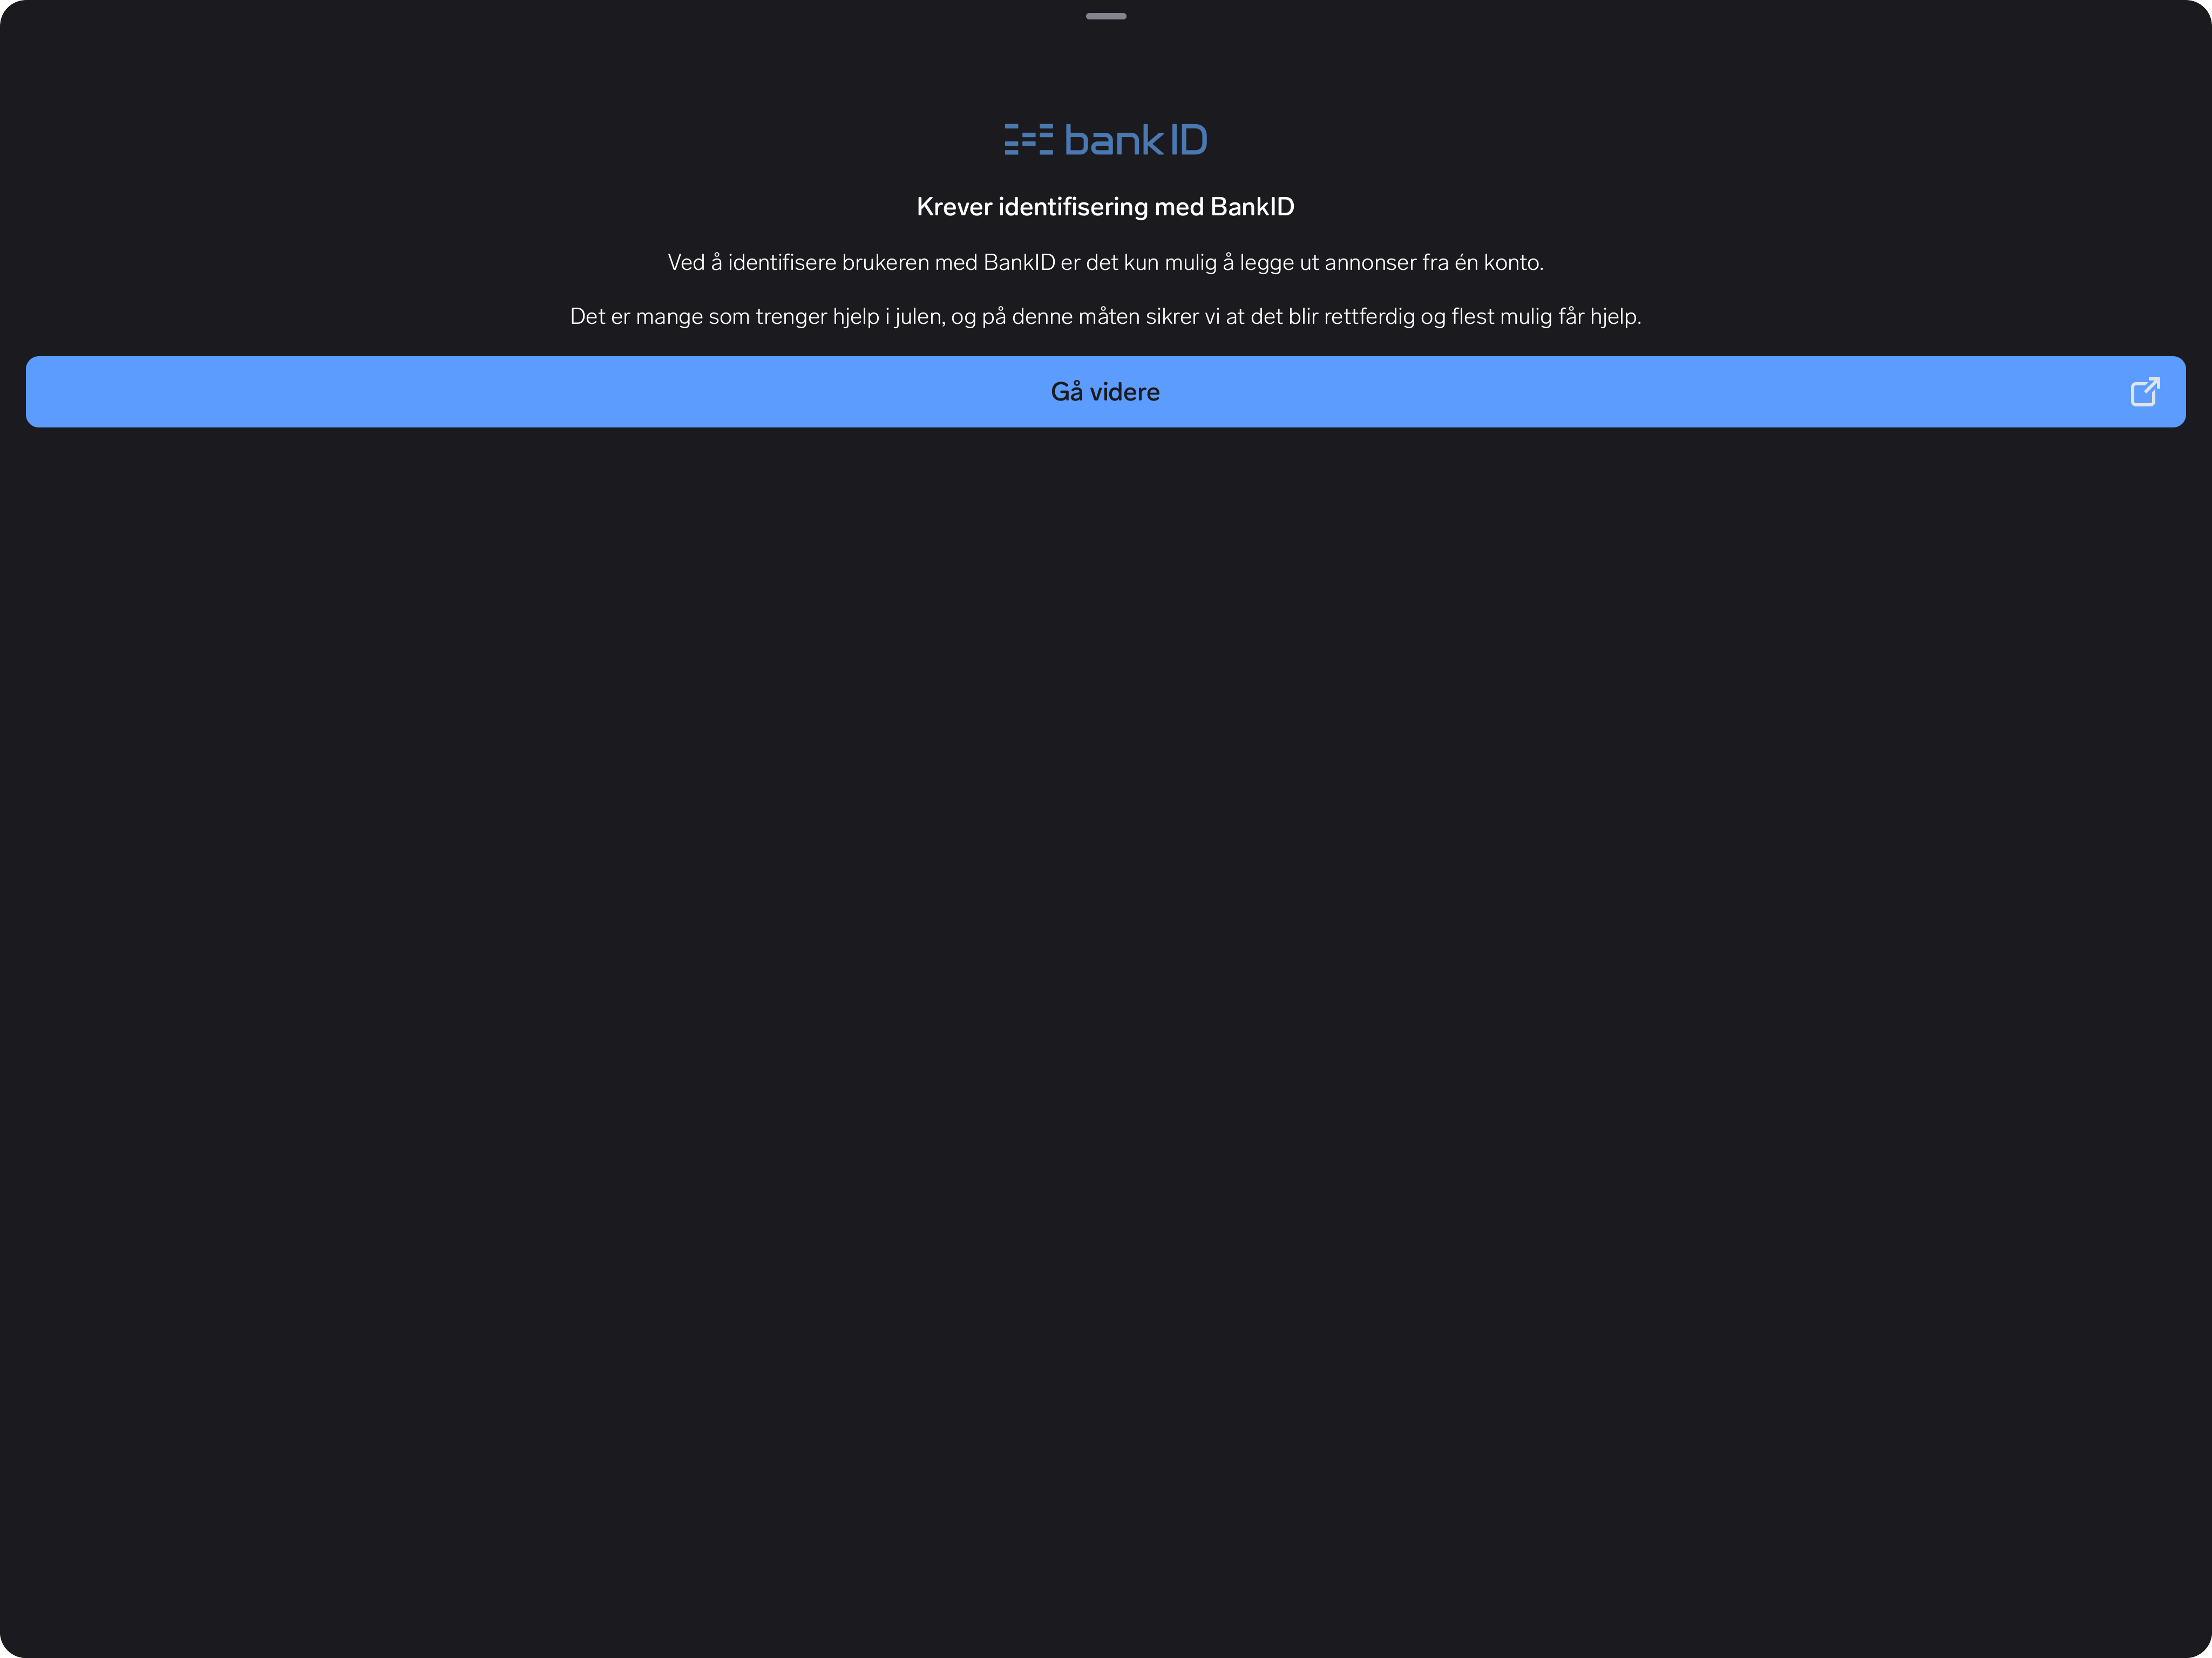 bankID
Krever identifisering med BankID
Ved å identifisere brukeren med BankID er det kun mulig å legge ut annonser fra én konto.
Det er mange som trenger hjelp i julen, og på denne måten sikrer vi at det blir rettferdig og flest mulig får hjelp.
Gå videre